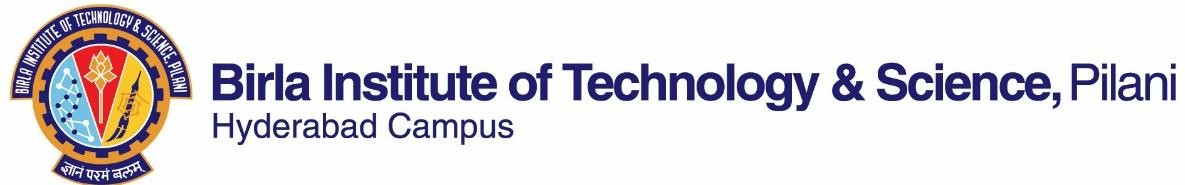 BIRLA INSTITUTE OF TECHNOLOGY & SCIENCE, PILANI
ज्ञानं परमं बलम्
Birla Institute of Technology & Science, Pilani
Hyderabad Campus